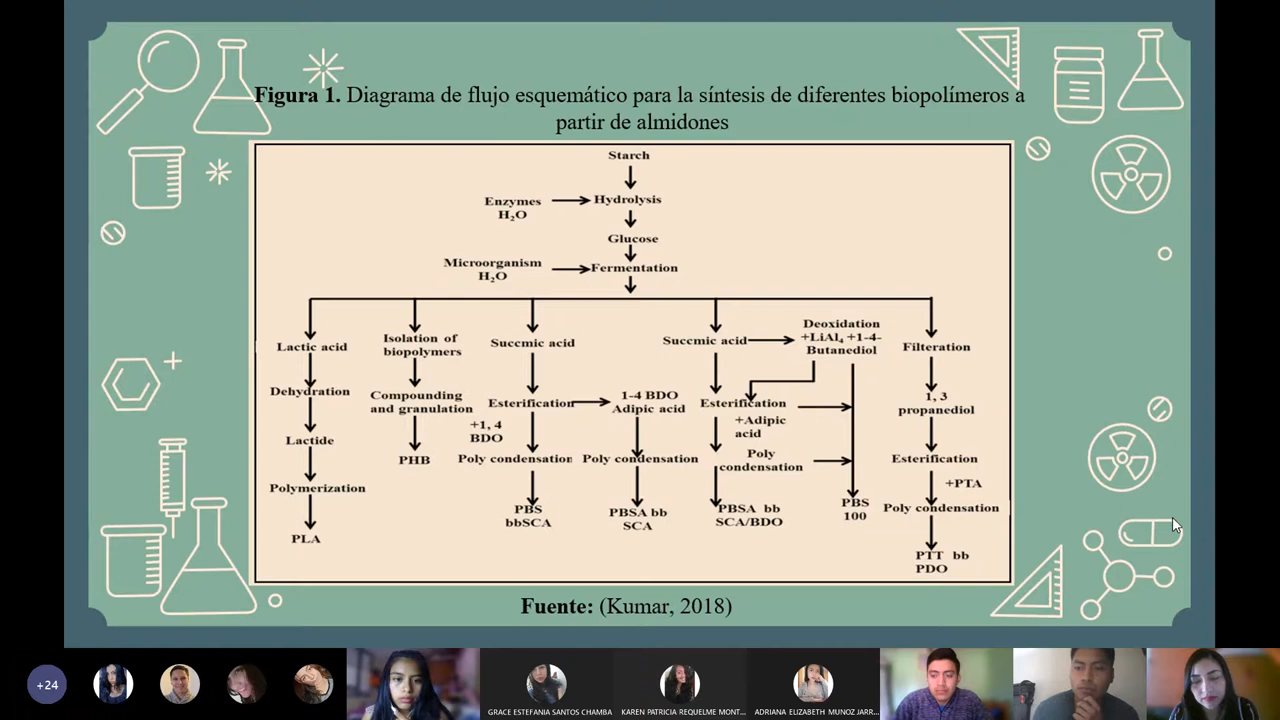 Figura 1. Diagrama de flujo esquemático para la síntesis de diferentes biopolímeros a
partir de almidones
Starch
Enzymes
H₂O
Hydrolysis
Glucose
Microorganism
H₂O
Fermentation
Lactic acid
Dehydration
Lactide
Polymerization
PLA
Isolation of
biopolymers
Compounding
and granulation
PHB
Succmic acid
Esterification
+1, 4
BDO
Poly condensation
PBS
bbSCA
1-4 BDO
Adipic acid
Poly condensation
PBSA bb
SCA
Succmic acid
Esterification
+Adipic
acid
Poly
condensation
PBSA bb
SCA/BDO
Deoxidation
+LiAl₄ +1-4-
Butanediol
PBS
100
Filteration
1, 3
propanediol
Esterification
+PTA
Poly condensation
PTT bb
PDO
Fuente: (Kumar, 2018)
+24
GRACE ESTEFANIA SANTOS CHAMBA
KAREN PATRICIA REQUELME MONT...
ADRIANA ELIZABETH MUNOZ JARR...